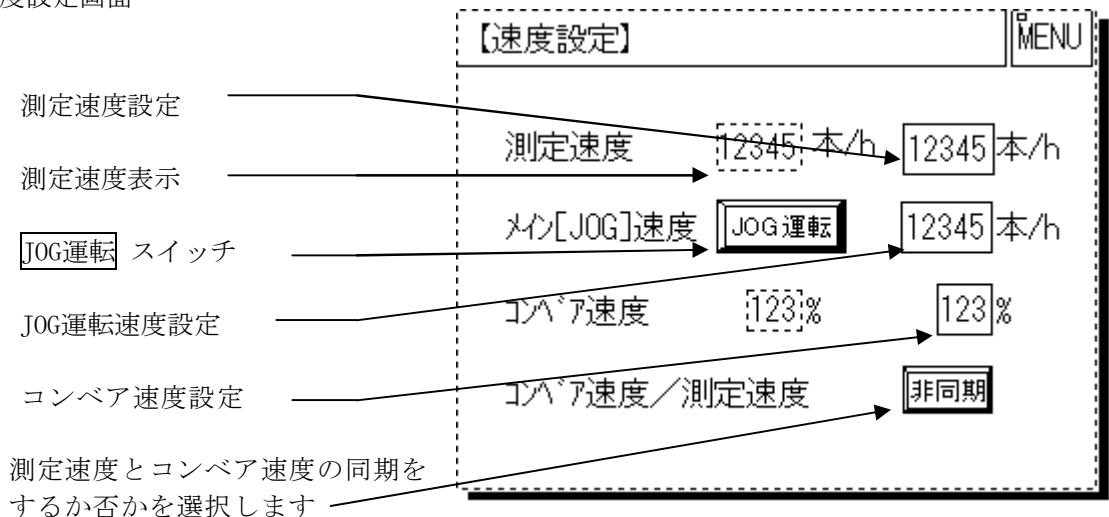 度設定画面
【速度設定】 MENU
測定速度設定
測定速度 12345 本/h 12345 本/h
測定速度表示
メイン[JOG]速度 JOG運転 12345 本/h
JOG運転 スイッチ
コンベア速度 123% 123%
JOG運転速度設定
コンベア速度/測定速度 非同期
コンベア速度設定
測定速度とコンベア速度の同期を
するか否かを選択します